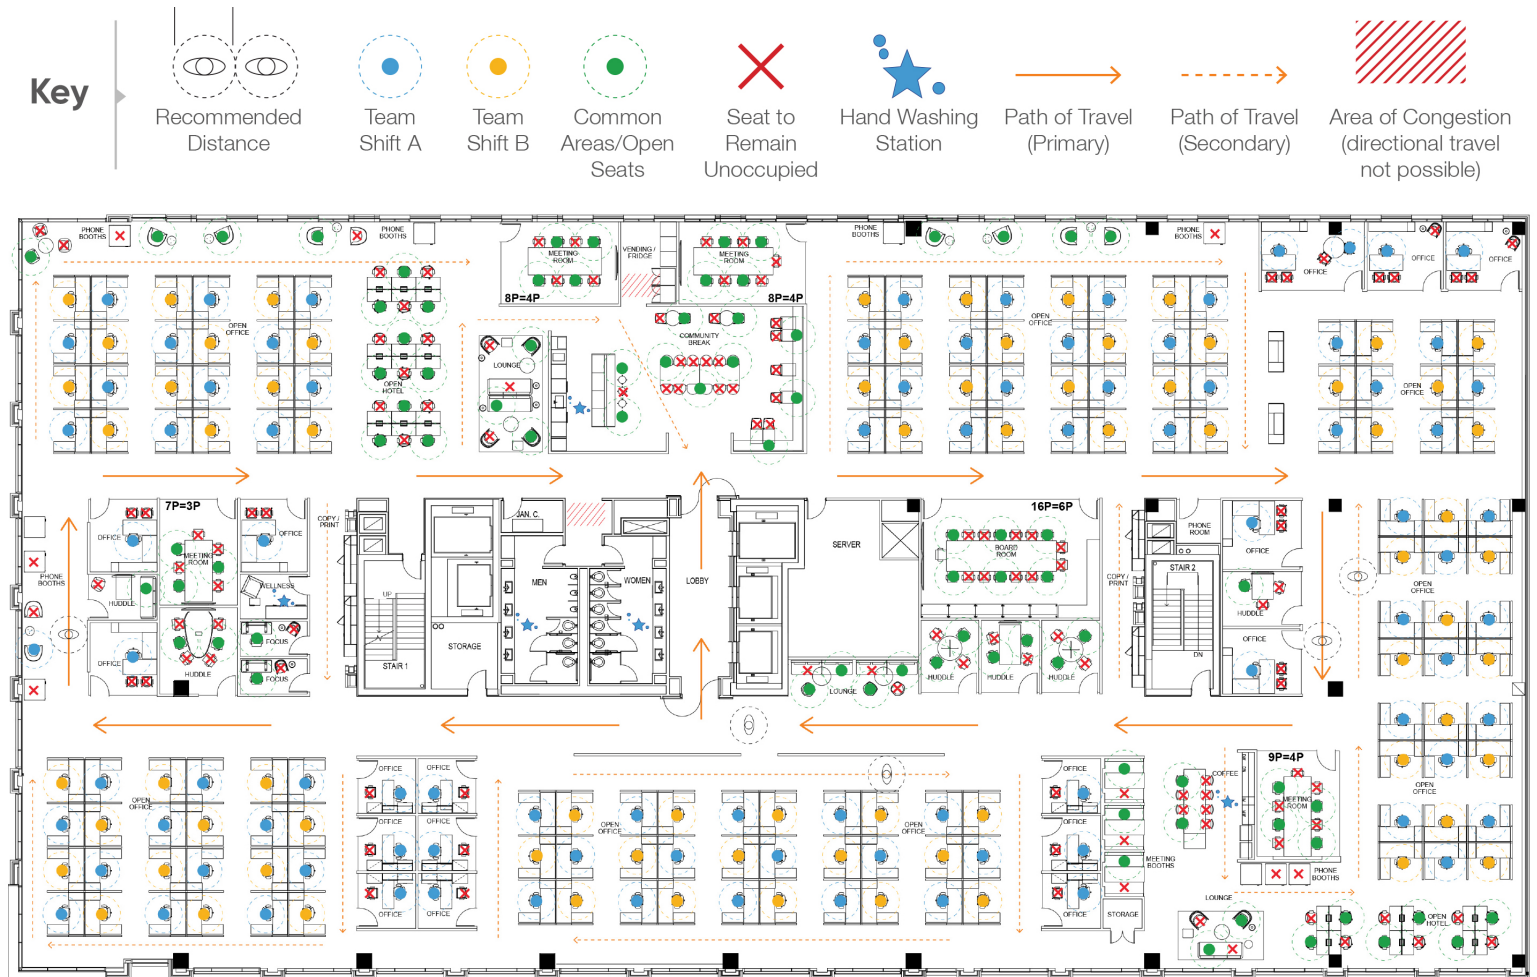 Key
Recommended
Distance
Team
Shift A
Team
Shift B
Common
Areas/Open
Seats
Seat to
Remain
Unoccupied
Hand Washing
Station
Path of Travel
(Primary)
Path of Travel
(Secondary)
Area of Congestion
(directional travel
not possible)
PHONE
BOOTHS
PHONE
BOOTHS
MEETING
ROOM
8P=4P
VENDING /
FRIDGE
MEETING
ROOM
8P=4P
PHONE
BOOTHS
PHONE
BOOTHS
OFFICE
OFFICE
OFFICE
OPEN
OFFICE
OPEN
HOTEL
LOUNGE
COMMUNITY
BREAK
OPEN
OFFICE
OPEN
OFFICE
7P=3P
OFFICE
MEETING
ROOM
OFFICE
COPY /
PRINT
JAN. C.
PHONE
BOOTHS
HUDDLE
WELLNESS
OFFICE
HUDDLE
FOCUS
FOCUS
UP
STAIR 1
STORAGE
MEN
WOMEN
LOBBY
SERVER
16P=6P
BOARD
ROOM
COPY /
PRINT
PHONE
ROOM
STAIR 2
DN
OFFICE
HUDDLE
OFFICE
LOUNGE
HUDDLE
HUDDLE
HUDDLE
OPEN
OFFICE
OPEN
OFFICE
OPEN
OFFICE
OFFICE
OFFICE
OFFICE
OFFICE
OFFICE
OFFICE
OPEN
OFFICE
OPEN
OFFICE
OFFICE
OFFICE
OFFICE
MEETING
BOOTHS
STORAGE
COFFEE
9P=4P
MEETING
ROOM
PHONE
BOOTHS
LOUNGE
OPEN
HOTEL